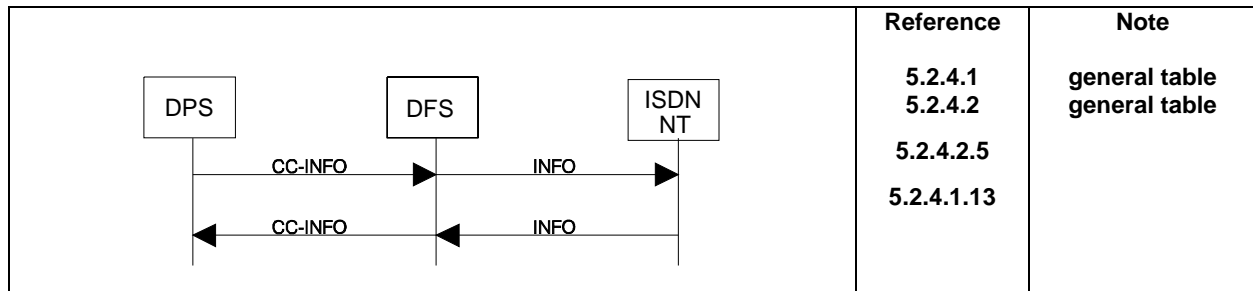 Reference Note
5.2.4.1 general table
5.2.4.2 general table
5.2.4.2.5
5.2.4.1.13
DPS DFS ISDN
NT
CC-INFO INFO
CC-INFO INFO